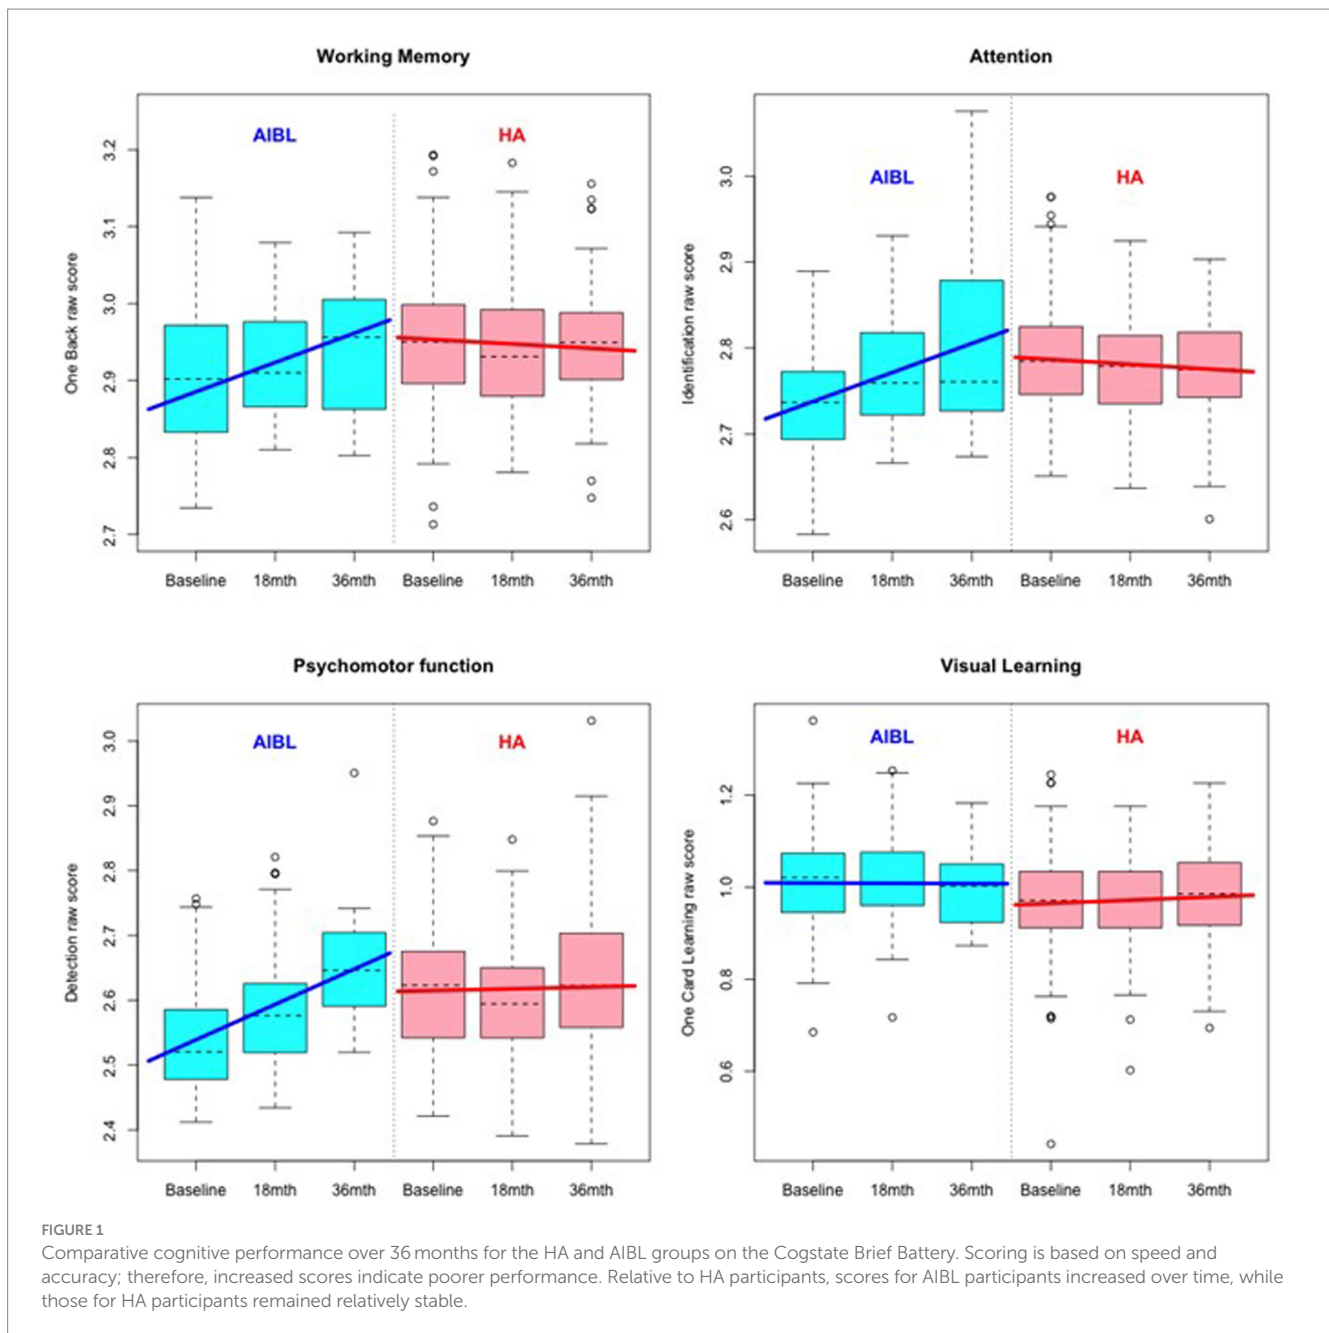 Working Memory
AIBL
HA
One Back raw score
3.2
3.1
3.0
2.9
2.8
2.7
Baseline 18mth 36mth Baseline 18mth 36mth
Attention
AIBL
HA
Identification raw score
3.0
2.9
2.8
2.7
2.6
Baseline 18mth 36mth Baseline 18mth 36mth
Psychomotor function
AIBL
HA
Detection raw score
3.0
2.9
2.8
2.7
2.6
2.5
2.4
Baseline 18mth 36mth Baseline 18mth 36mth
Visual Learning
AIBL
HA
One Card Learning raw score
1.2
1.0
0.8
0.6
Baseline 18mth 36mth Baseline 18mth 36mth
FIGURE 1
Comparative cognitive performance over 36 months for the HA and AIBL groups on the Cogstate Brief Battery. Scoring is based on speed and
accuracy; therefore, increased scores indicate poorer performance. Relative to HA participants, scores for AIBL participants increased over time, while
those for HA participants remained relatively stable.